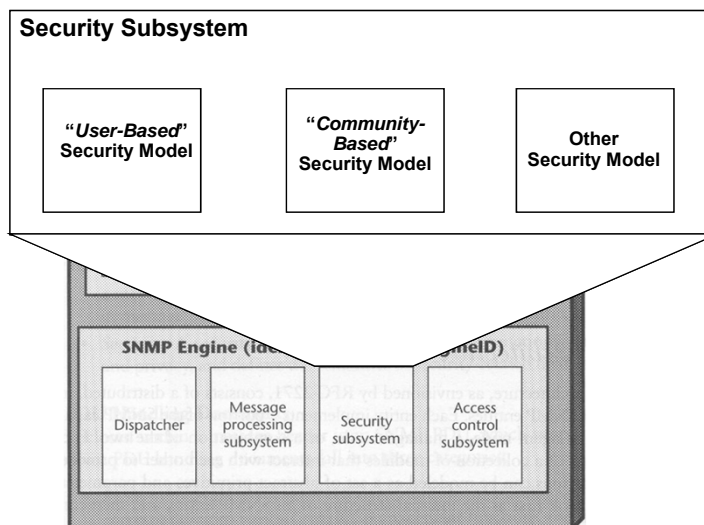 Security Subsystem
“User-Based”
Security Model
“Community-
Based”
Security Model
Other
Security Model
SNMP Engine (ide
gineID)
Dispatcher
Message
processing
subsystem
Security
subsystem
Access
control
subsystem